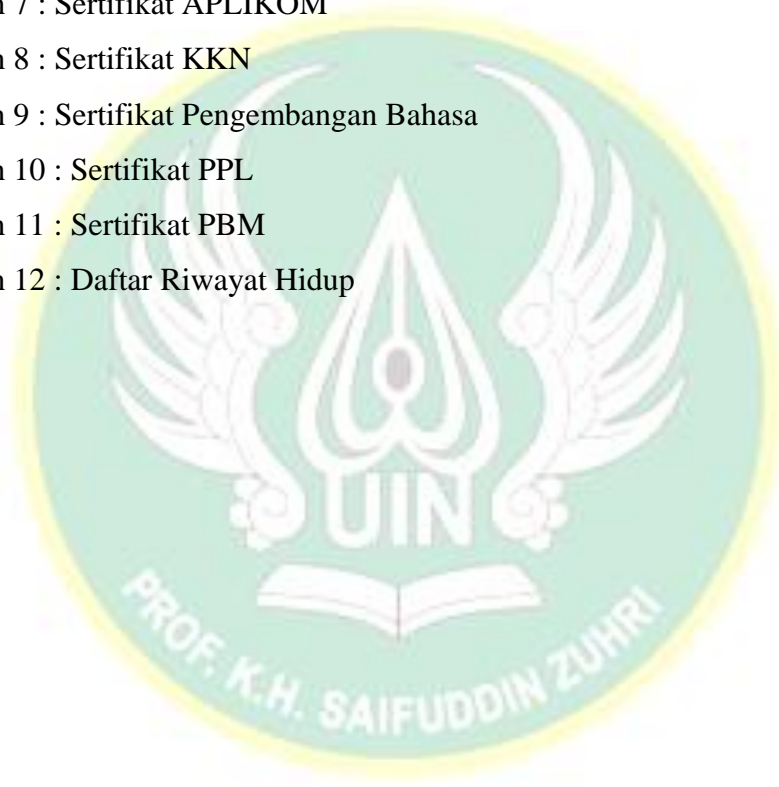 n 7 : Sertifikat APLIKOM
n 8 : Sertifikat KKN
n 9 : Sertifikat Pengembangan Bahasa
n 10 : Sertifikat PPL
n 11 : Sertifikat PBM
n 12 : Daftar Riwayat Hidup
UIN
PROF. K.H. SAIFUDDIN ZUHRI